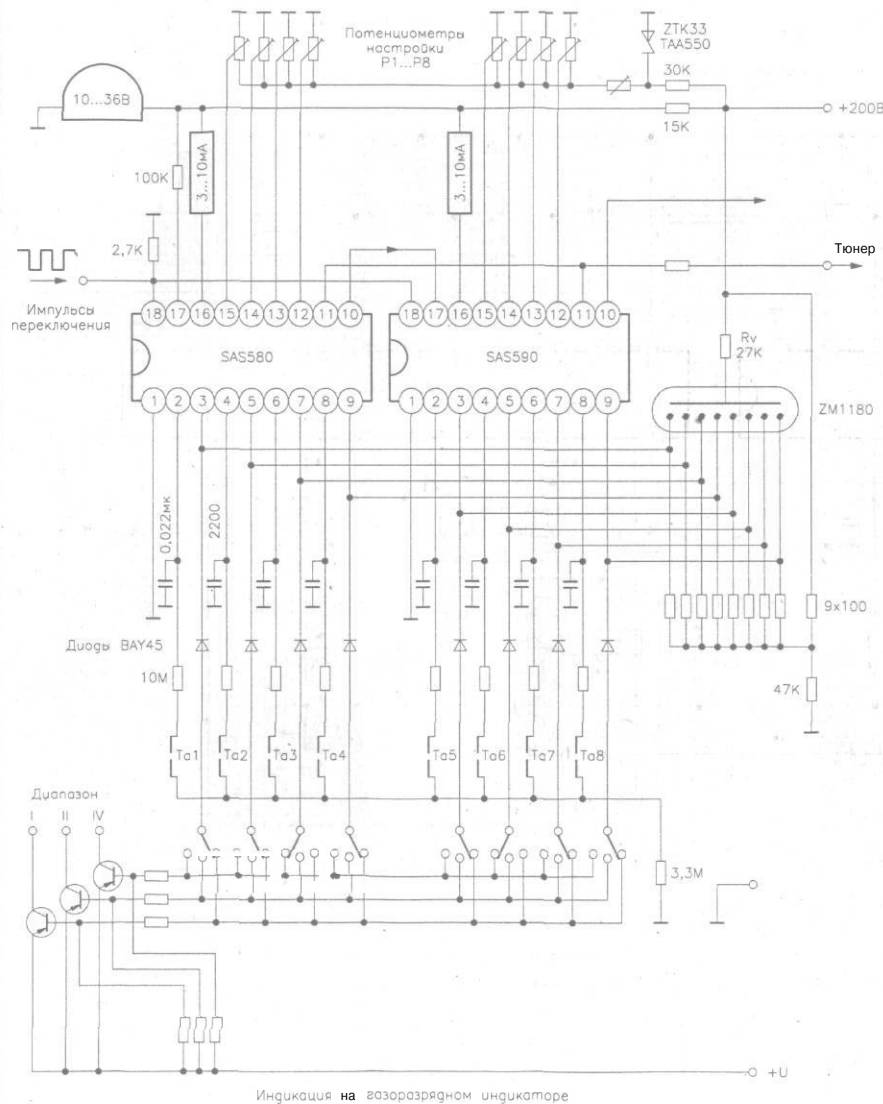 Потенциометры
настройки
P1...P8
ZTK33
TAA550
30K
10...36В
+200В
15K
3...10мА
3...10мА
100K
2,7K
Тюнер
Импульсы
переключения
18 17 16 15 14 13 12 11 10
18 17 16 15 14 13 12 11 10
SAS580
SAS590
Rv
27K
ZM1180
1 2 3 4 5 6 7 8 9
1 2 3 4 5 6 7 8 9
0,022мк
2200
9x100
Диоды BAY45
10M
47K
Ta1
Ta2
Ta3
Ta4
Ta5
Ta6
Ta7
Ta8
Диапазон
I II IV
3,3M
+U
Индикация на газоразрядном индикаторе